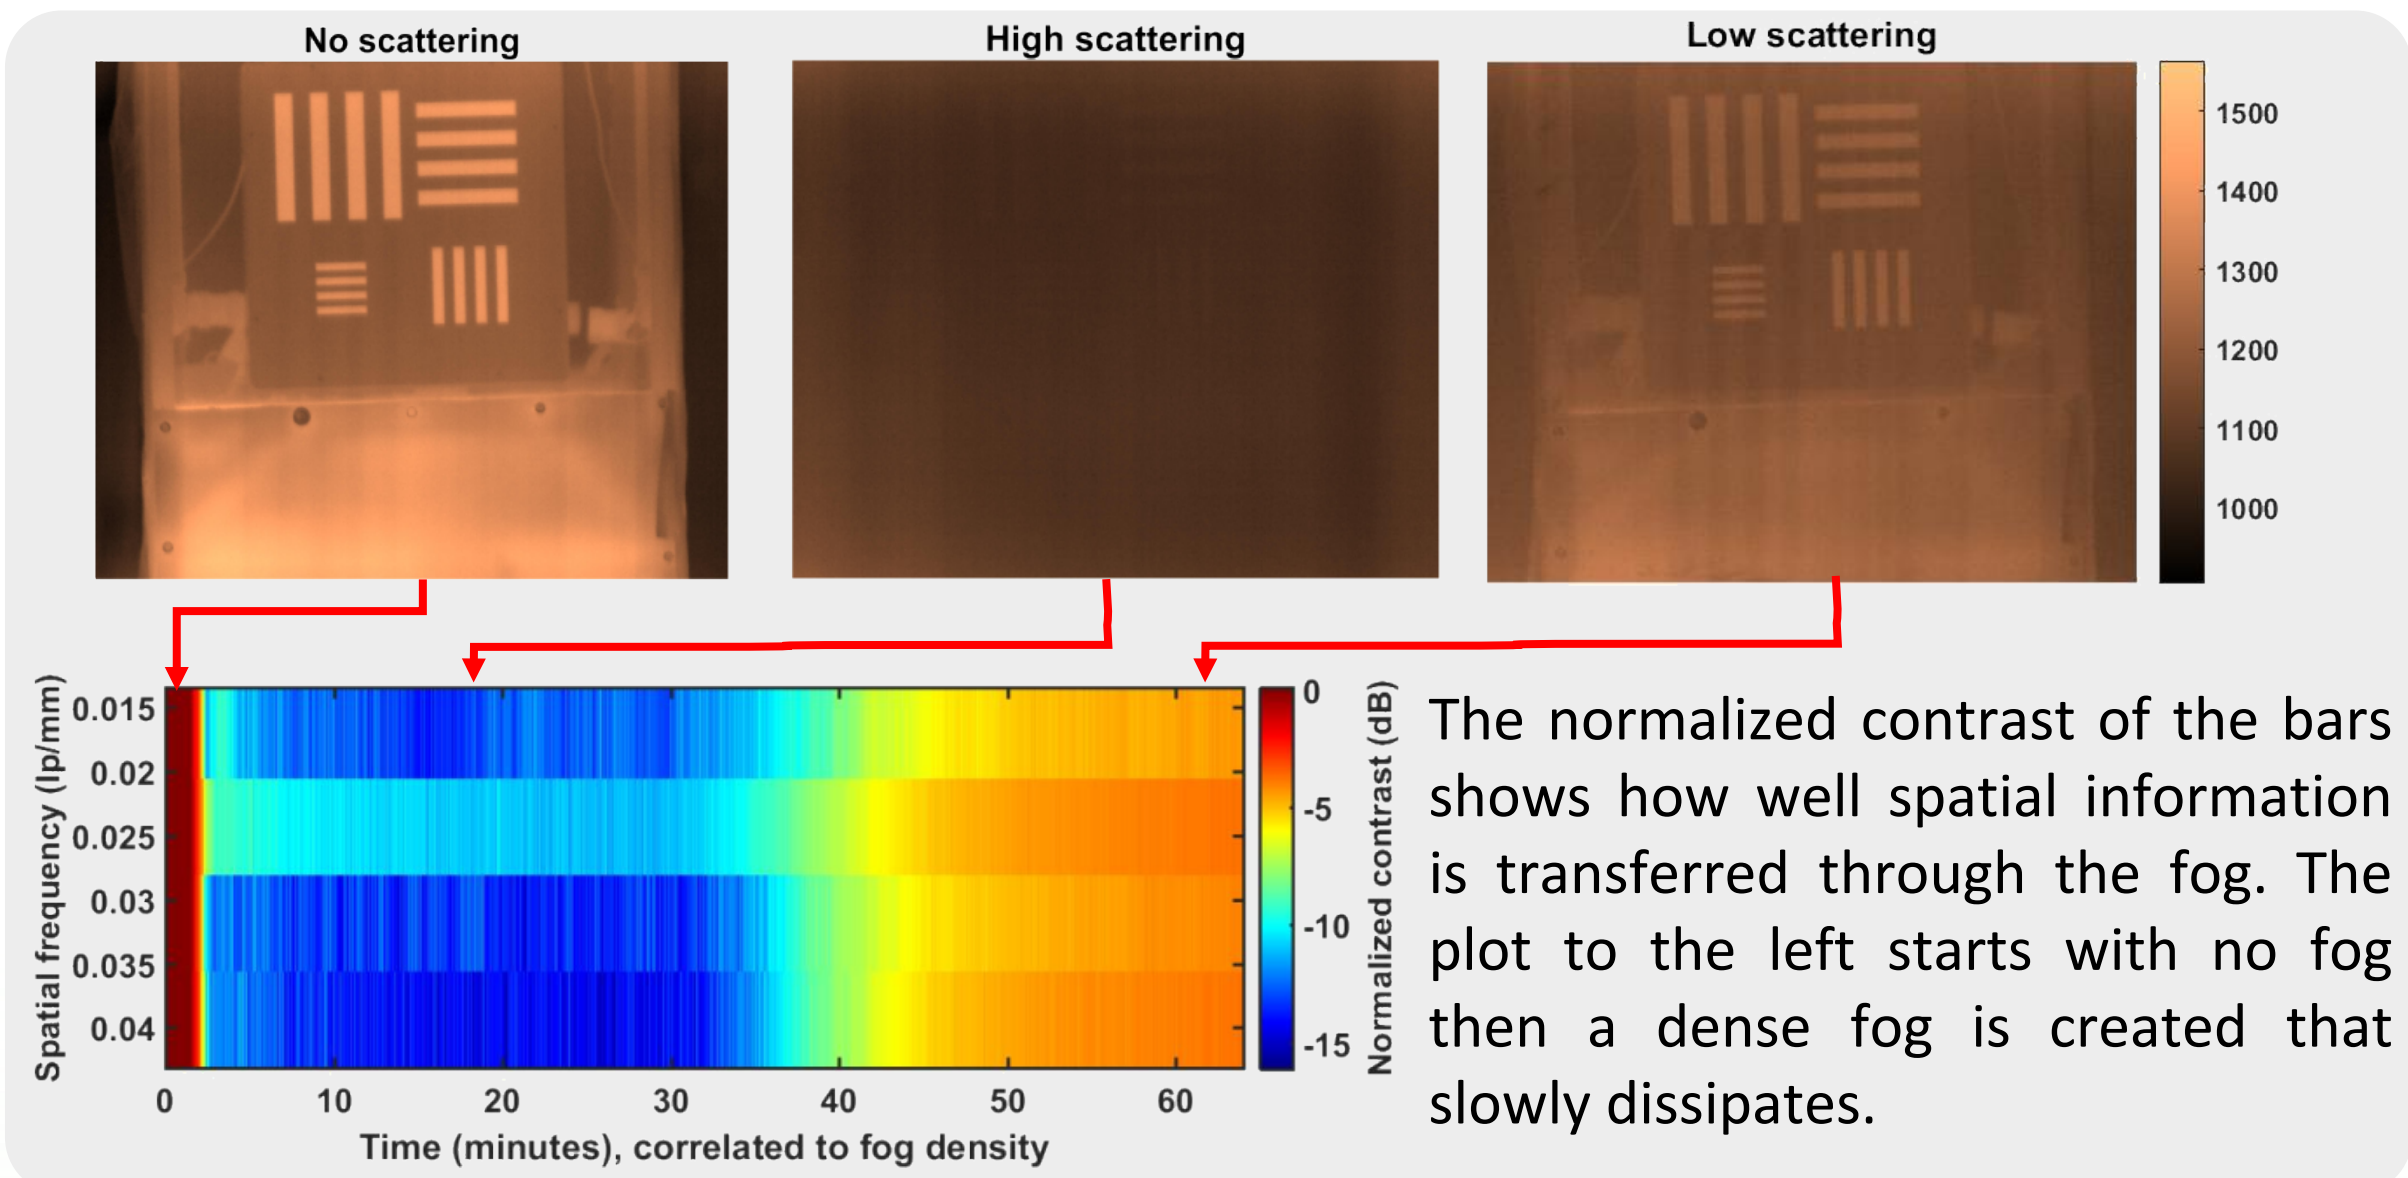 No scattering
High scattering
Low scattering
1500
1400
1300
1200
1100
1000
Spatial frequency (lp/mm)
0.015
0.02
0.025
0.03
0.035
0.04
0
10
20
30
40
50
60
Time (minutes), correlated to fog density
0
-5
-10
-15
Normalized contrast (dB)
The normalized contrast of the bars
shows how well spatial information
is transferred through the fog. The
plot to the left starts with no fog
then a dense fog is created that
slowly dissipates.